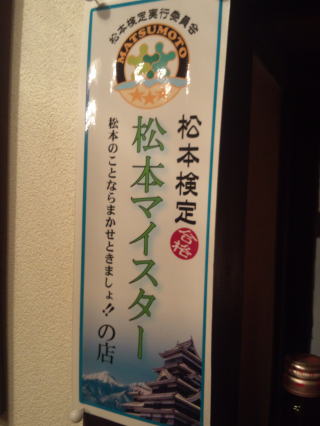 松本検定実行委員会
MATSUMOTO
松本検定
合格
松本マイスター
の店
松本のことならまかせときましょ!!